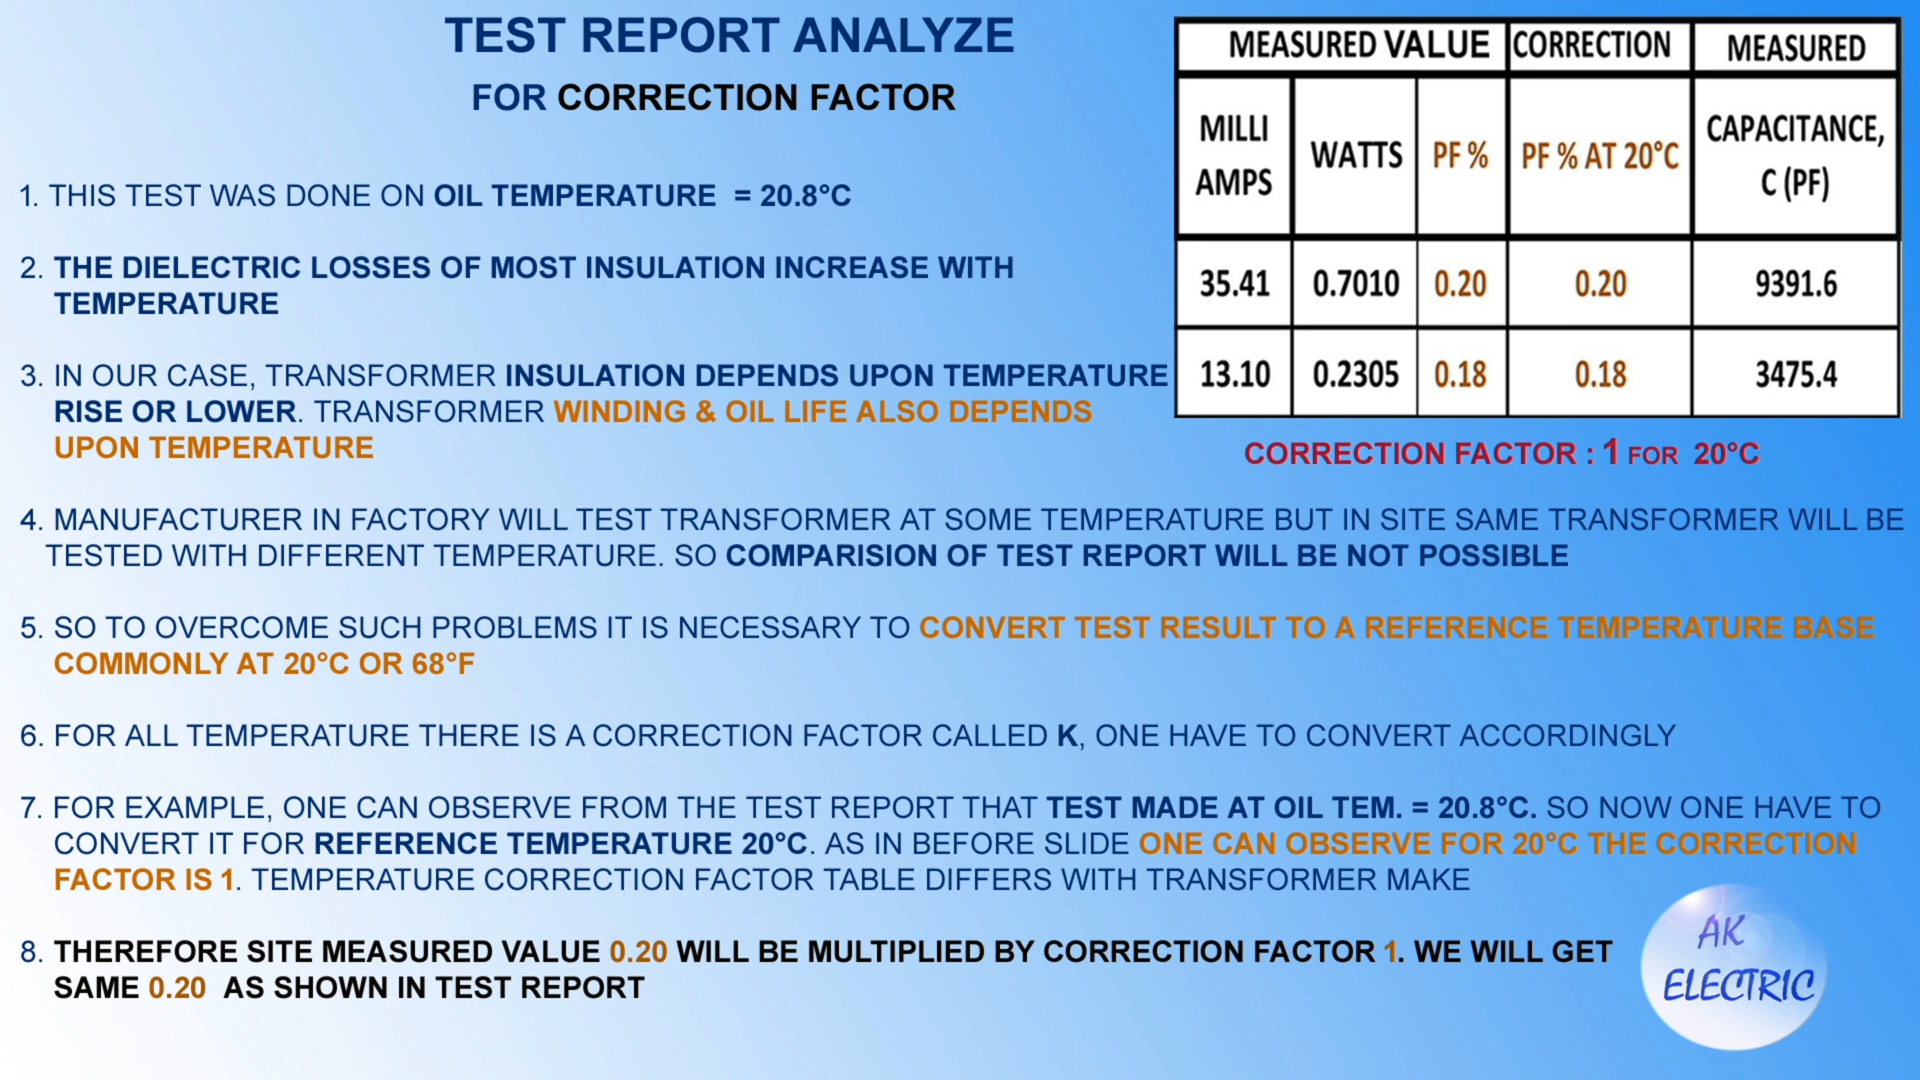 TEST REPORT ANALYZE
FOR CORRECTION FACTOR
1. THIS TEST WAS DONE ON OIL TEMPERATURE = 20.8°C
2. THE DIELECTRIC LOSSES OF MOST INSULATION INCREASE WITH
TEMPERATURE
3. IN OUR CASE, TRANSFORMER INSULATION DEPENDS UPON TEMPERATURE
RISE OR LOWER. TRANSFORMER WINDING & OIL LIFE ALSO DEPENDS
UPON TEMPERATURE
MEASURED VALUE CORRECTION MEASURED
MILLI AMPS WATTS PF % PF % AT 20°C CAPACITANCE, C (PF)
35.41 0.7010 0.20 0.20 9391.6
13.10 0.2305 0.18 0.18 3475.4
CORRECTION FACTOR : 1 FOR 20°C
4. MANUFACTURER IN FACTORY WILL TEST TRANSFORMER AT SOME TEMPERATURE BUT IN SITE SAME TRANSFORMER WILL BE
TESTED WITH DIFFERENT TEMPERATURE. SO COMPARISION OF TEST REPORT WILL BE NOT POSSIBLE
5. SO TO OVERCOME SUCH PROBLEMS IT IS NECESSARY TO CONVERT TEST RESULT TO A REFERENCE TEMPERATURE BASE
COMMONLY AT 20°C OR 68°F
6. FOR ALL TEMPERATURE THERE IS A CORRECTION FACTOR CALLED K, ONE HAVE TO CONVERT ACCORDINGLY
7. FOR EXAMPLE, ONE CAN OBSERVE FROM THE TEST REPORT THAT TEST MADE AT OIL TEM. = 20.8°C. SO NOW ONE HAVE TO
CONVERT IT FOR REFERENCE TEMPERATURE 20°C. AS IN BEFORE SLIDE ONE CAN OBSERVE FOR 20°C THE CORRECTION
FACTOR IS 1. TEMPERATURE CORRECTION FACTOR TABLE DIFFERS WITH TRANSFORMER MAKE
8. THEREFORE SITE MEASURED VALUE 0.20 WILL BE MULTIPLIED BY CORRECTION FACTOR 1. WE WILL GET
SAME 0.20 AS SHOWN IN TEST REPORT
AK
ELECTRIC